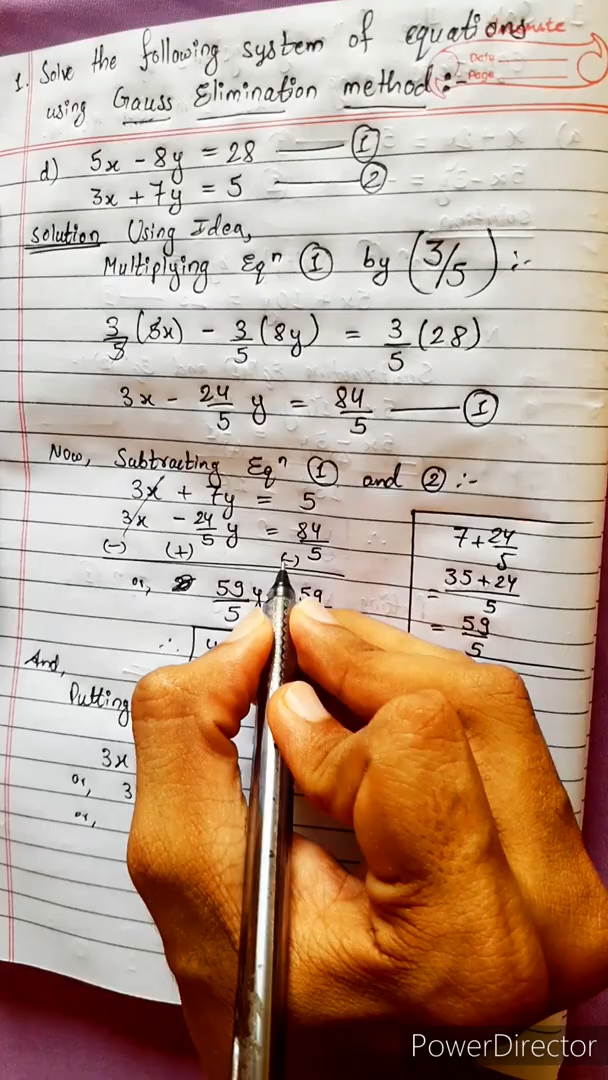 1. Solve the following system of equations
using Gauss Elimination method :-
Date
Page
d) 5x - 8y = 28 —— ①
3x + 7y = 5 —— ②
Solution Using Idea,
Multiplying Eqⁿ ① by (3/5) :-
3/5 (5x) - 3/5 (8y) = 3/5 (28)
3x - 24/5 y = 84/5 —— ①
Now, Subtracting Eqⁿ ① and ② :-
3x + 7y = 5
3x - 24/5 y = 84/5
(-) (+) (-)
or, 59/5 y 59
7 + 24/5
= 35 + 24/5
= 59/5
∴ y
And,
Putting
3x
or, 3
or,
PowerDirector